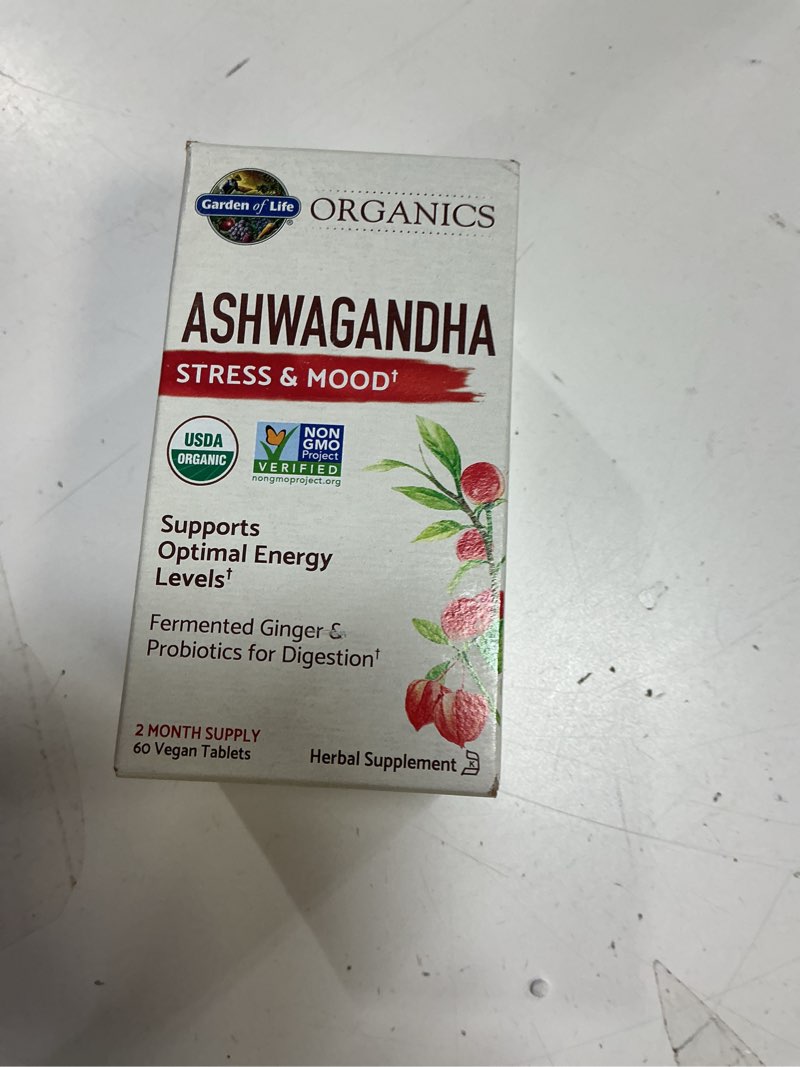 Garden of Life®
ORGANICS
ASHWAGANDHA
STRESS & MOOD†
USDA
ORGANIC
NON
GMO
Project
VERIFIED
nongmoproject.org
Supports
Optimal Energy
Levels†
Fermented Ginger &
Probiotics for Digestion†
2 MONTH SUPPLY
60 Vegan Tablets
Herbal Supplement
K